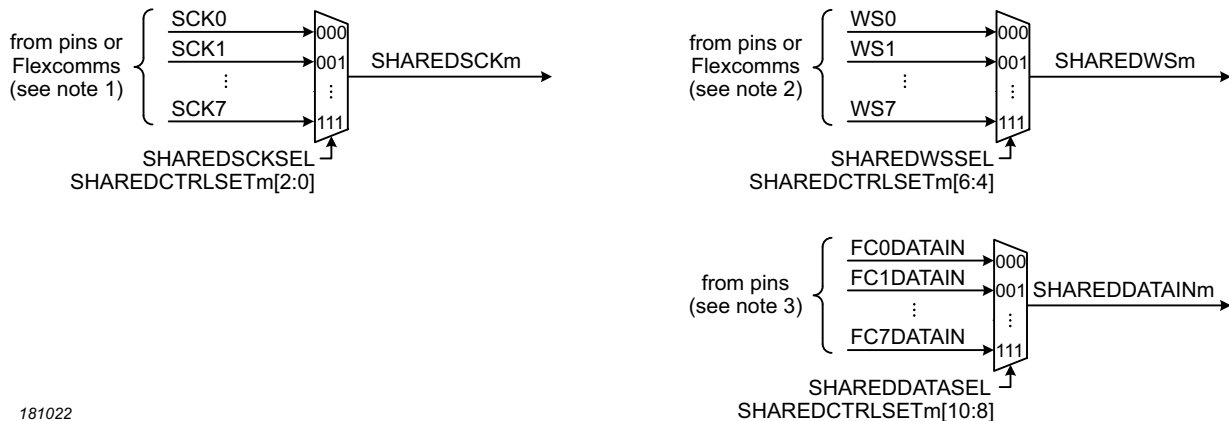 from pins or
Flexcomms
(see note 1)
SCK0
SCK1
⋮
SCK7
000
001
⋮
111
SHAREDSCKm
SHAREDSCKSEL
SHAREDCTRLSETm[2:0]
from pins or
Flexcomms
(see note 2)
WS0
WS1
⋮
WS7
000
001
⋮
111
SHAREDWSm
SHAREDWSSEL
SHAREDCTRLSETm[6:4]
from pins
(see note 3)
FC0DATAIN
FC1DATAIN
⋮
FC7DATAIN
000
001
⋮
111
SHAREDDATAINm
SHAREDDATASEL
SHAREDCTRLSETm[10:8]
181022